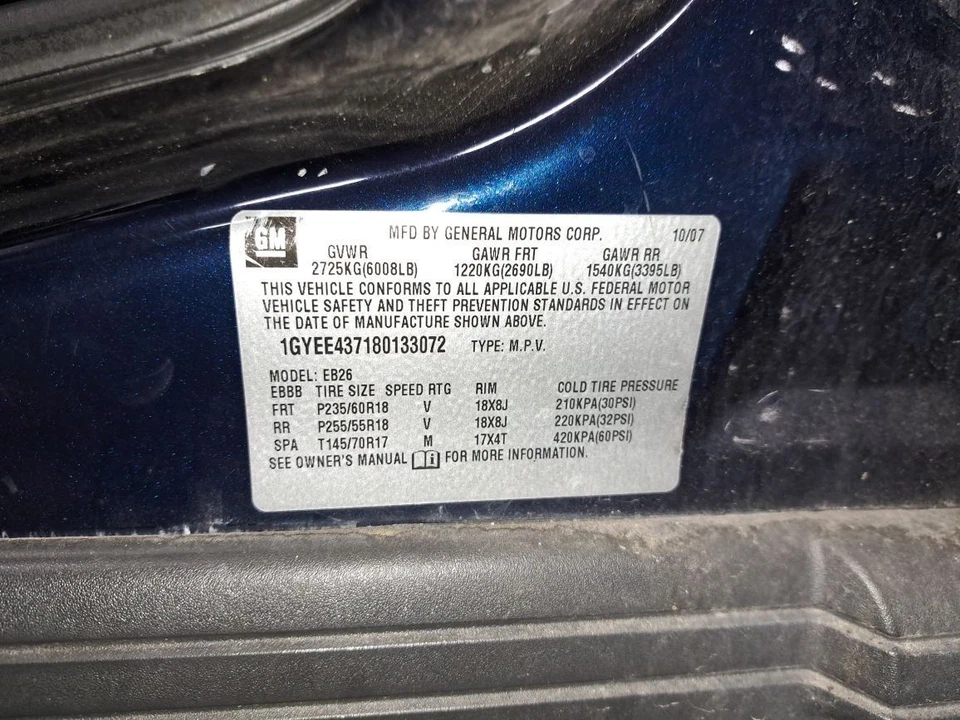 GM
MFD BY GENERAL MOTORS CORP. 10/07
GVWR GAWR FRT GAWR RR
2725KG(6008LB) 1220KG(2690LB) 1540KG(3395LB)
THIS VEHICLE CONFORMS TO ALL APPLICABLE U.S. FEDERAL MOTOR
VEHICLE SAFETY AND THEFT PREVENTION STANDARDS IN EFFECT ON
THE DATE OF MANUFACTURE SHOWN ABOVE.
1GYEE437180133072 TYPE: M.P.V.
MODEL: EB26
EBBB TIRE SIZE SPEED RTG RIM COLD TIRE PRESSURE
FRT P235/60R18 V 18X8J 210KPA(30PSI)
RR P255/55R18 V 18X8J 220KPA(32PSI)
SPA T145/70R17 M 17X4T 420KPA(60PSI)
SEE OWNER'S MANUAL FOR MORE INFORMATION.